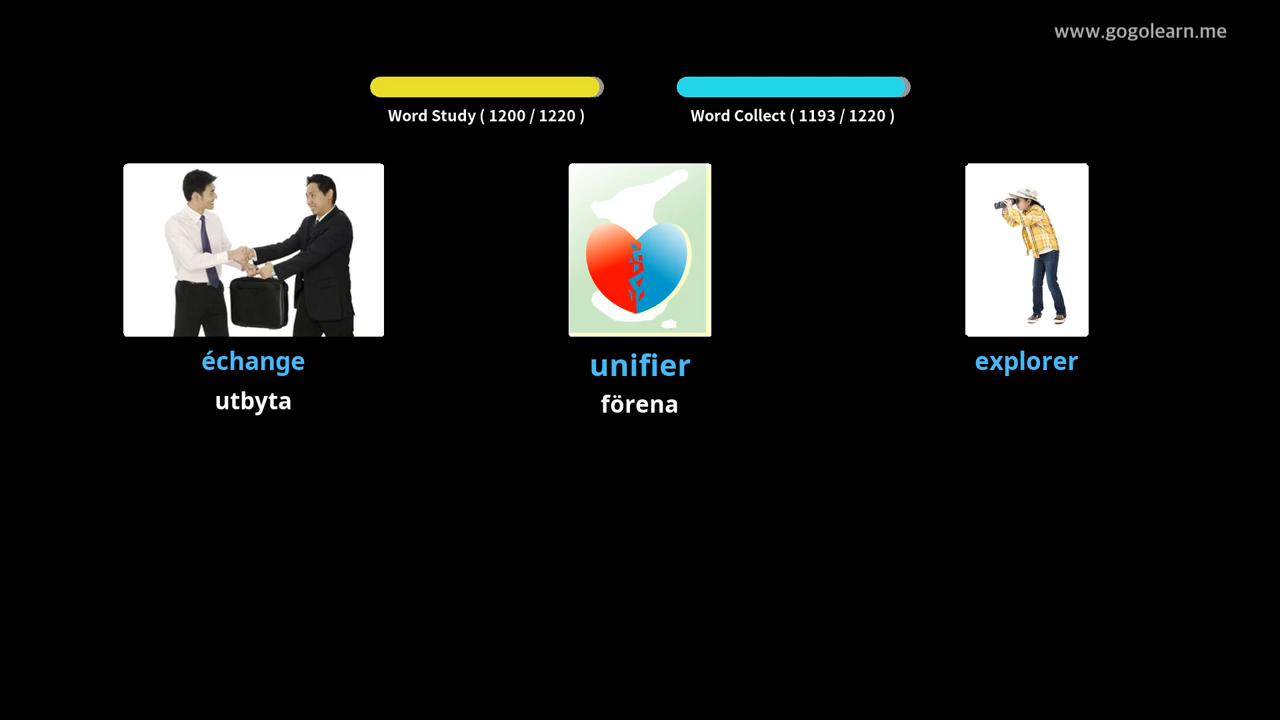 www.gogolearn.me
Word Study ( 1200 / 1220 )
Word Collect ( 1193 / 1220 )
échange
utbyta
unifier
förena
explorer